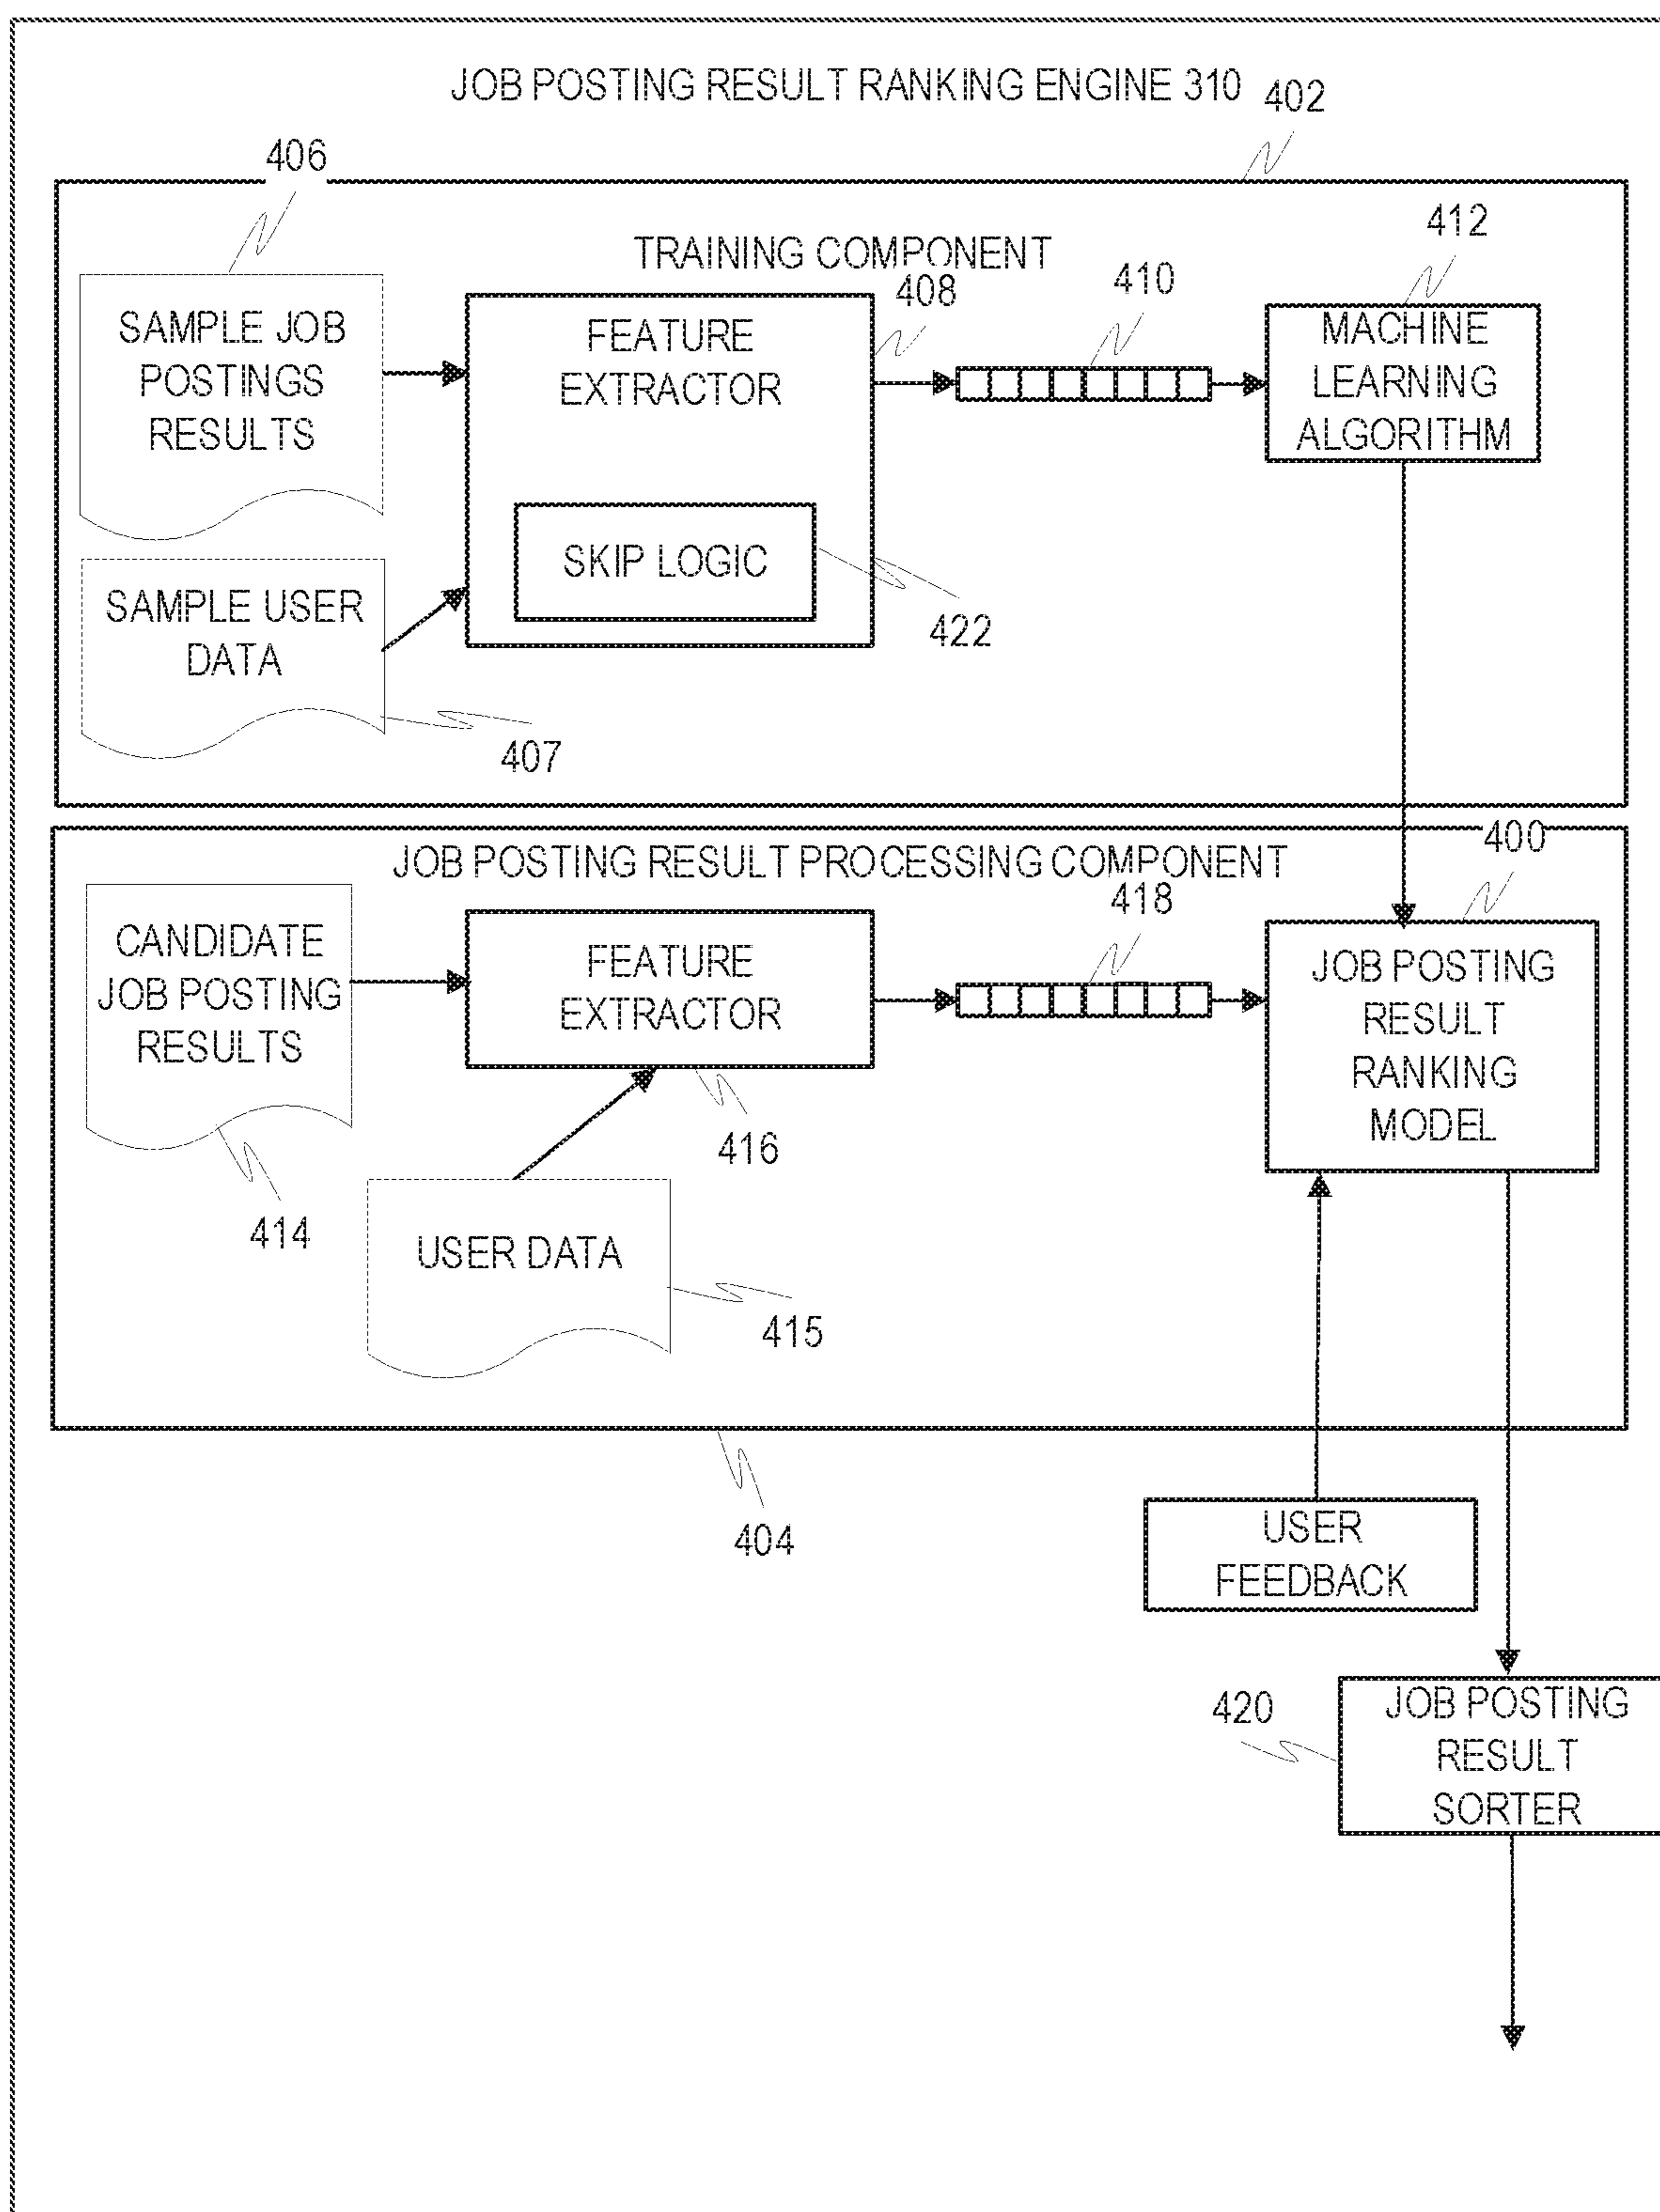 JOB POSTING RESULT RANKING ENGINE 310
402
406
TRAINING COMPONENT
412
408
410
SAMPLE JOB
POSTINGS
RESULTS
FEATURE
EXTRACTOR
MACHINE
LEARNING
ALGORITHM
SKIP LOGIC
422
SAMPLE USER
DATA
407
400
JOB POSTING RESULT PROCESSING COMPONENT
418
CANDIDATE
JOB POSTING
RESULTS
FEATURE
EXTRACTOR
JOB POSTING
RESULT
RANKING
MODEL
416
414
USER DATA
415
404
USER
FEEDBACK
420
JOB POSTING
RESULT
SORTER